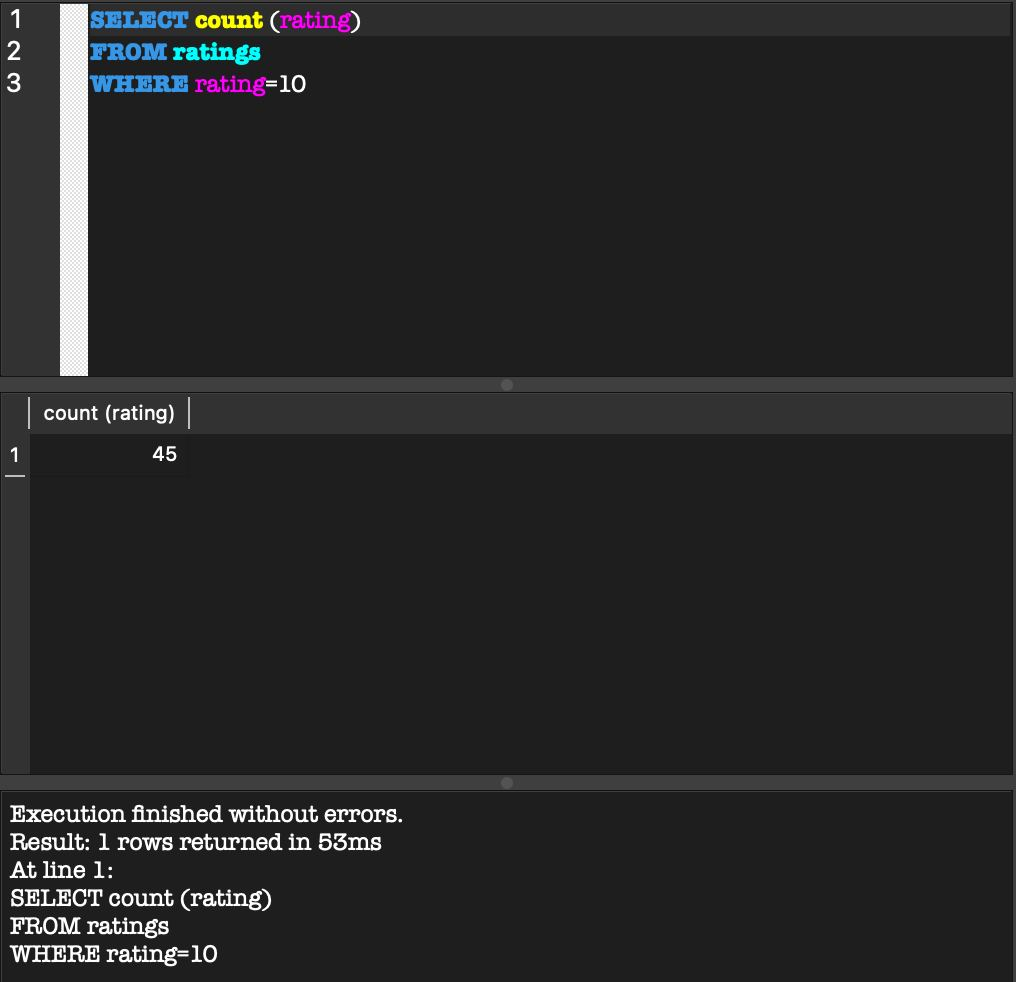 1 SELECT count (rating)
2 FROM ratings
3 WHERE rating=10
count (rating)
1 45
Execution finished without errors.
Result: 1 rows returned in 53ms
At line 1:
SELECT count (rating)
FROM ratings
WHERE rating=10